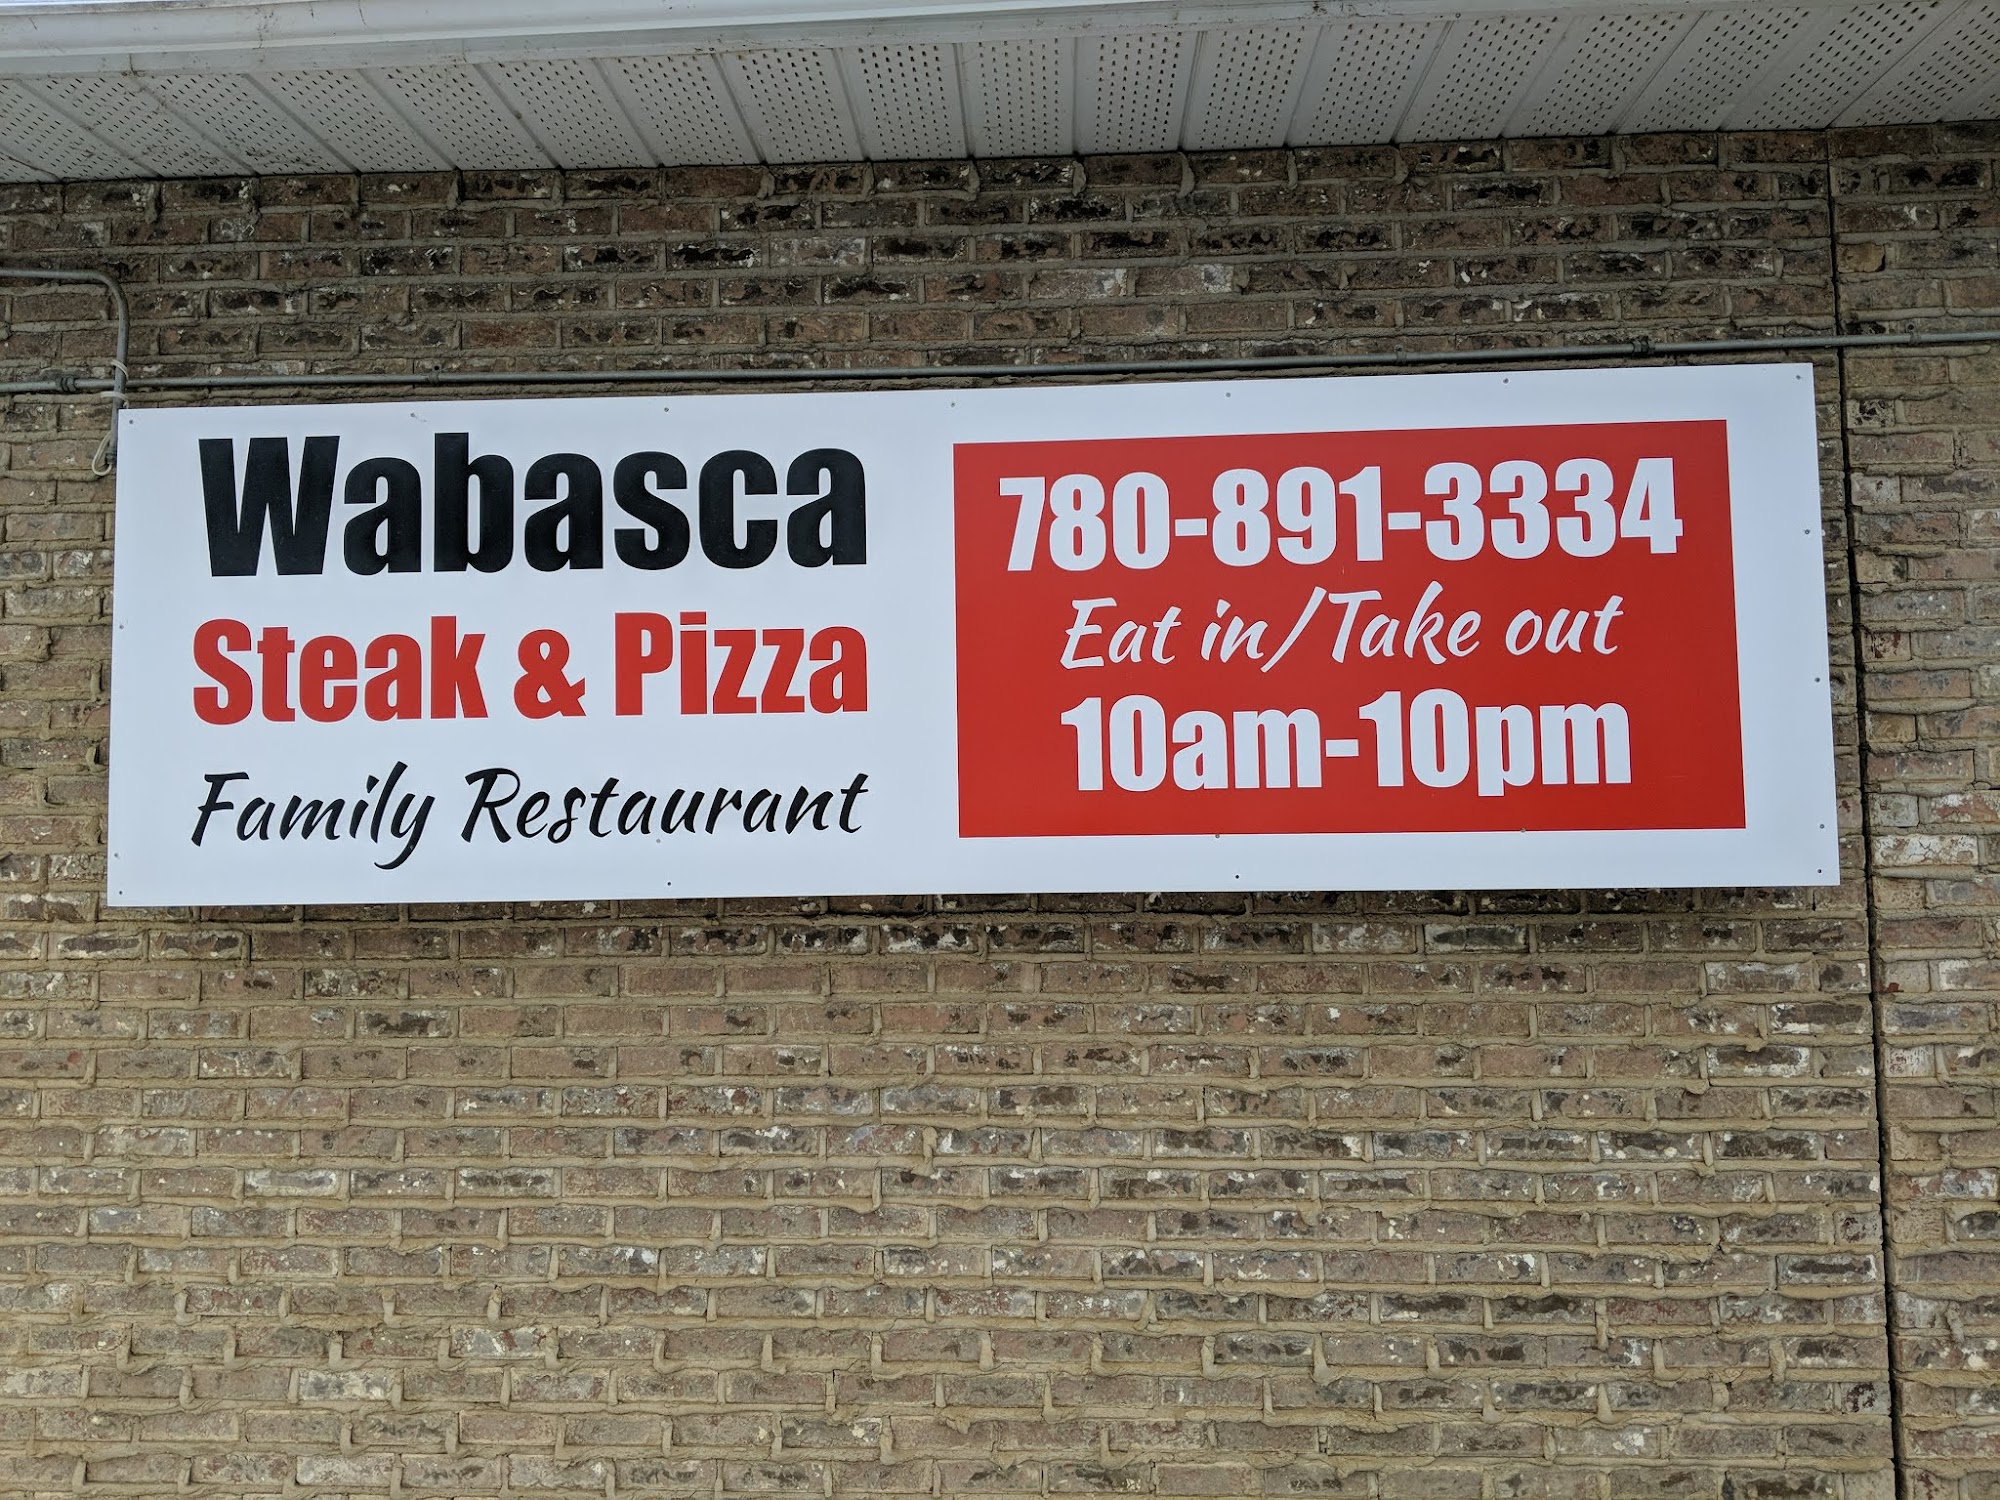 Wabasca
Steak & Pizza
Family Restaurant
780-891-3334
Eat in/Take out
10am-10pm